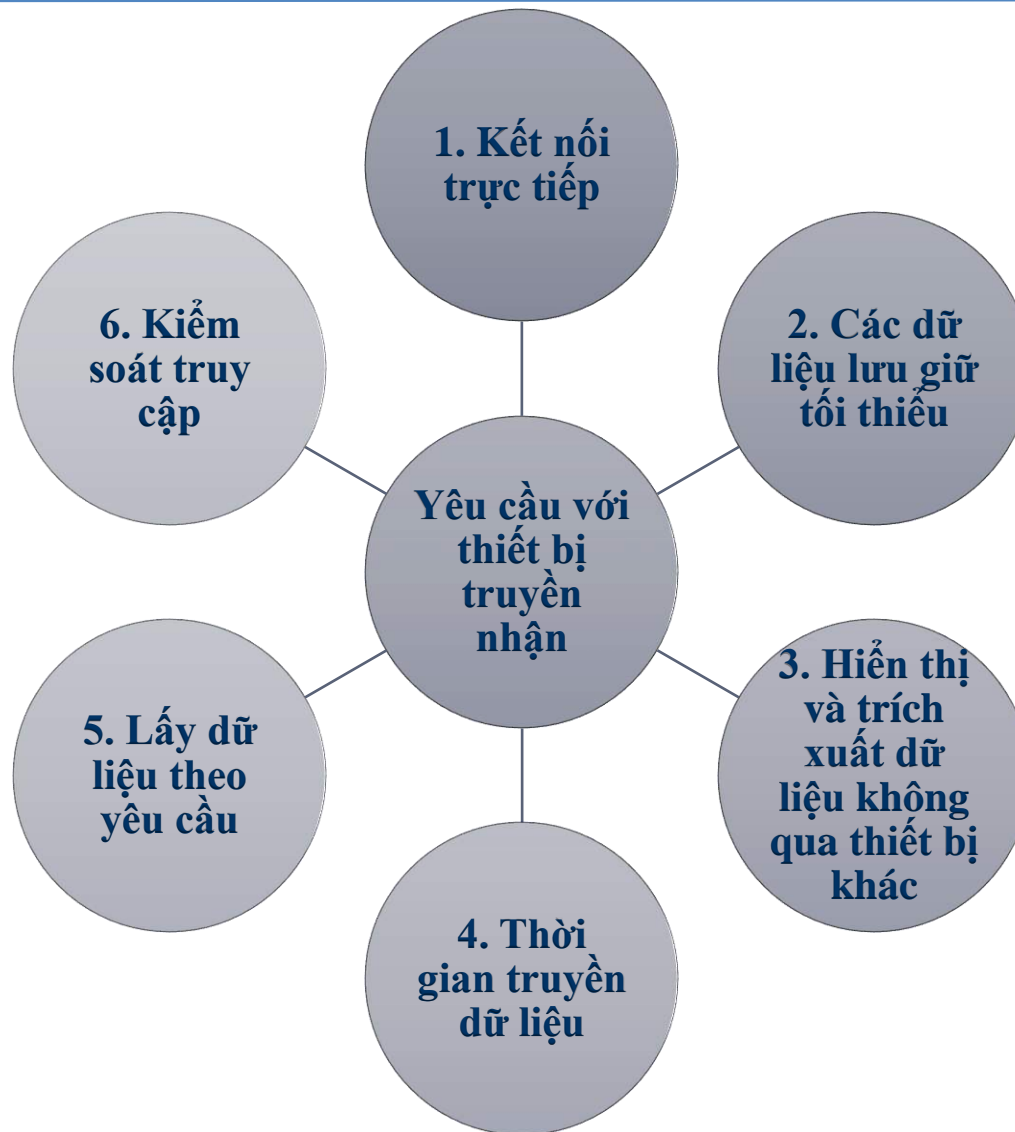 1. Kết nối
trực tiếp
2. Các dữ
liệu lưu giữ
tối thiểu
3. Hiển thị
và trích
xuất dữ
liệu không
qua thiết bị
khác
4. Thời
gian truyền
dữ liệu
5. Lấy dữ
liệu theo
yêu cầu
6. Kiểm
soát truy
cập
Yêu cầu với
thiết bị
truyền
nhận